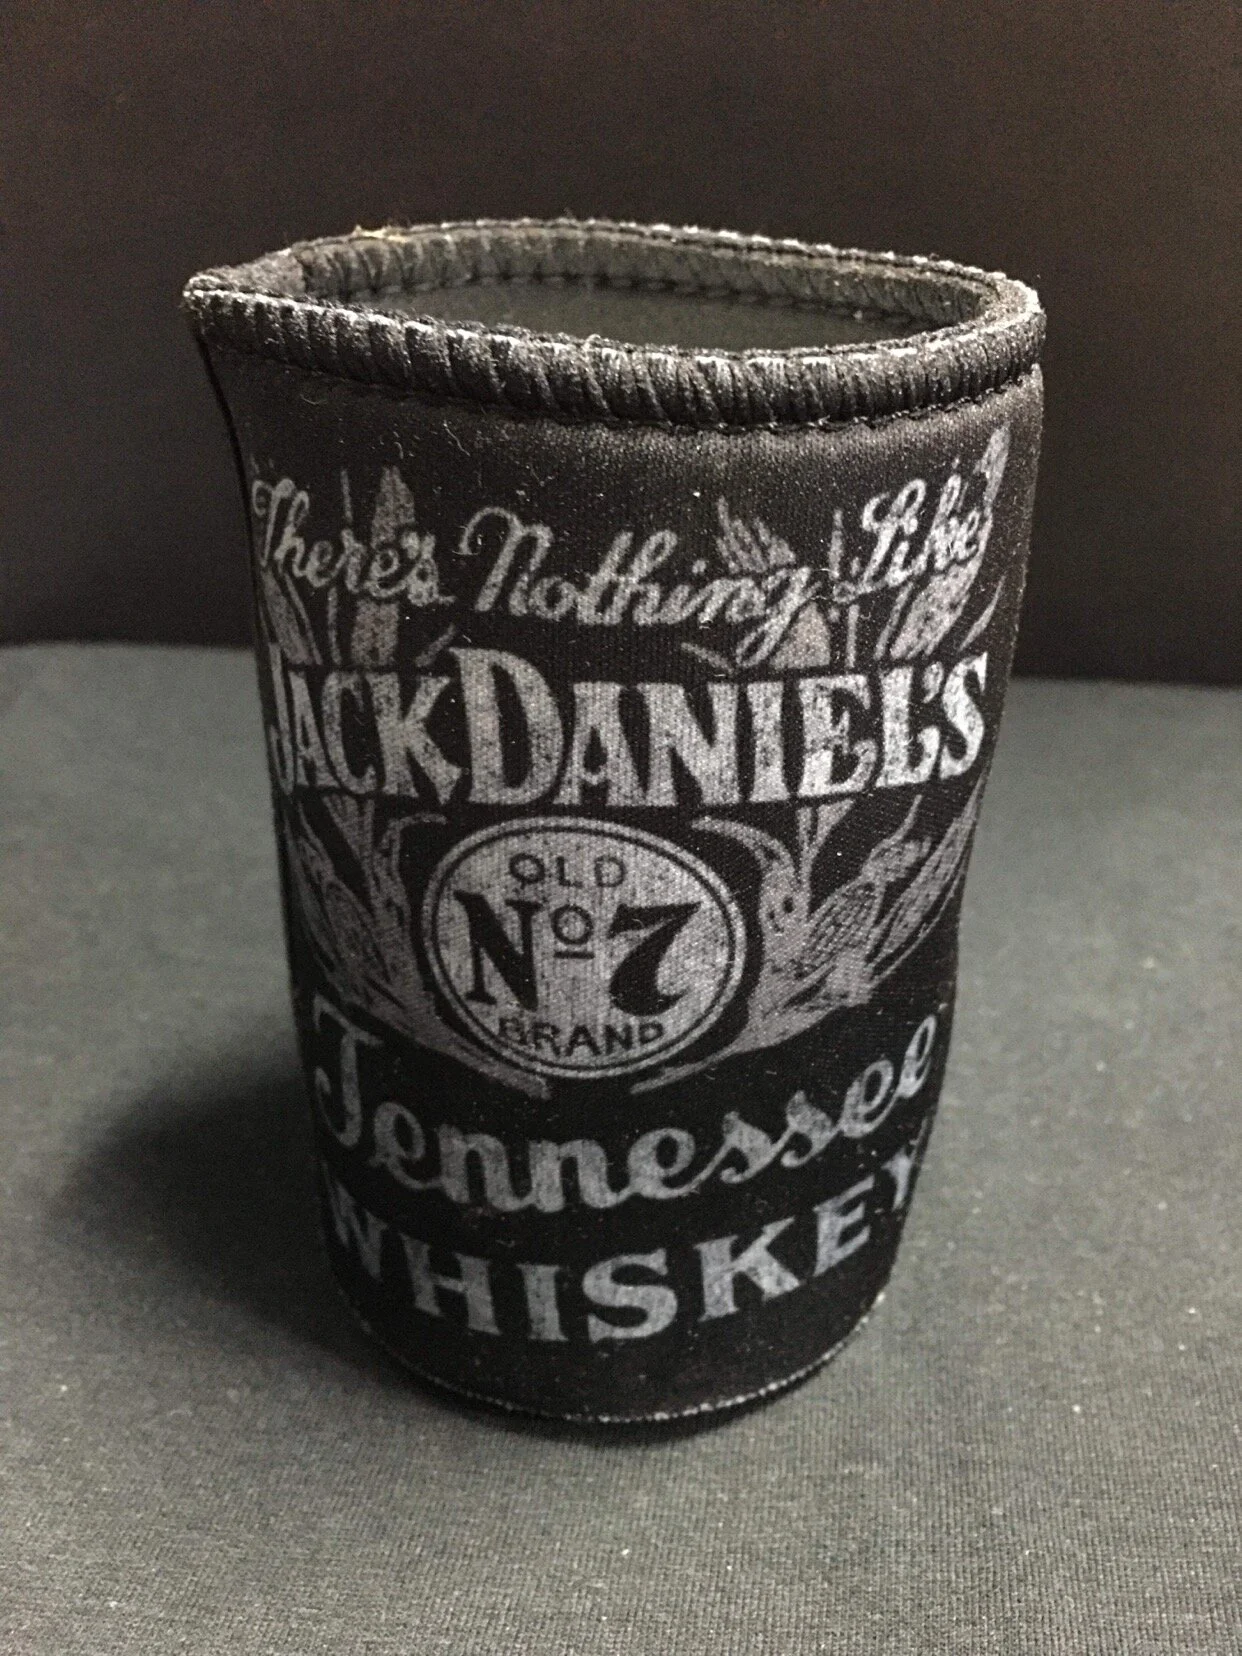 There's Nothing Like
JACK DANIEL'S
OLD
Nº 7
BRAND
Tennessee
WHISKEY